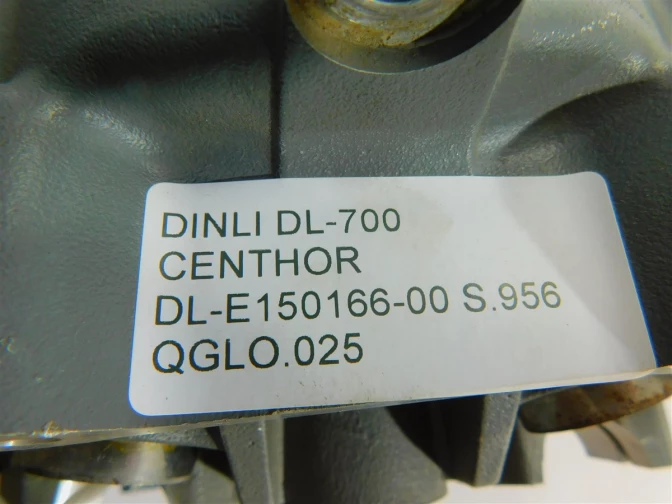 DINLI DL-700
CENTHOR
DL-E150166-00 S.956
QGLO.025